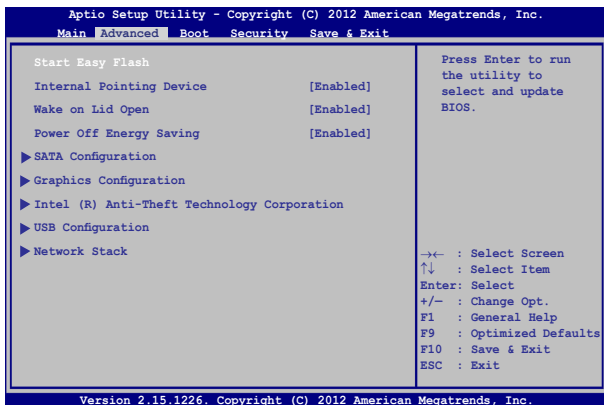 Aptio Setup Utility - Copyright (C) 2012 American Megatrends, Inc.
Main Advanced Boot Security Save & Exit
Start Easy Flash
Internal Pointing Device [Enabled]
Wake on Lid Open [Enabled]
Power Off Energy Saving [Enabled]
SATA Configuration
Graphics Configuration
Intel (R) Anti-Theft Technology Corporation
USB Configuration
Network Stack
Press Enter to run
the utility to
select and update
BIOS.
→← : Select Screen
↑↓ : Select Item
Enter: Select
+/— : Change Opt.
F1 : General Help
F9 : Optimized Defaults
F10 : Save & Exit
ESC : Exit
Version 2.15.1226. Copyright (C) 2012 American Megatrends, Inc.